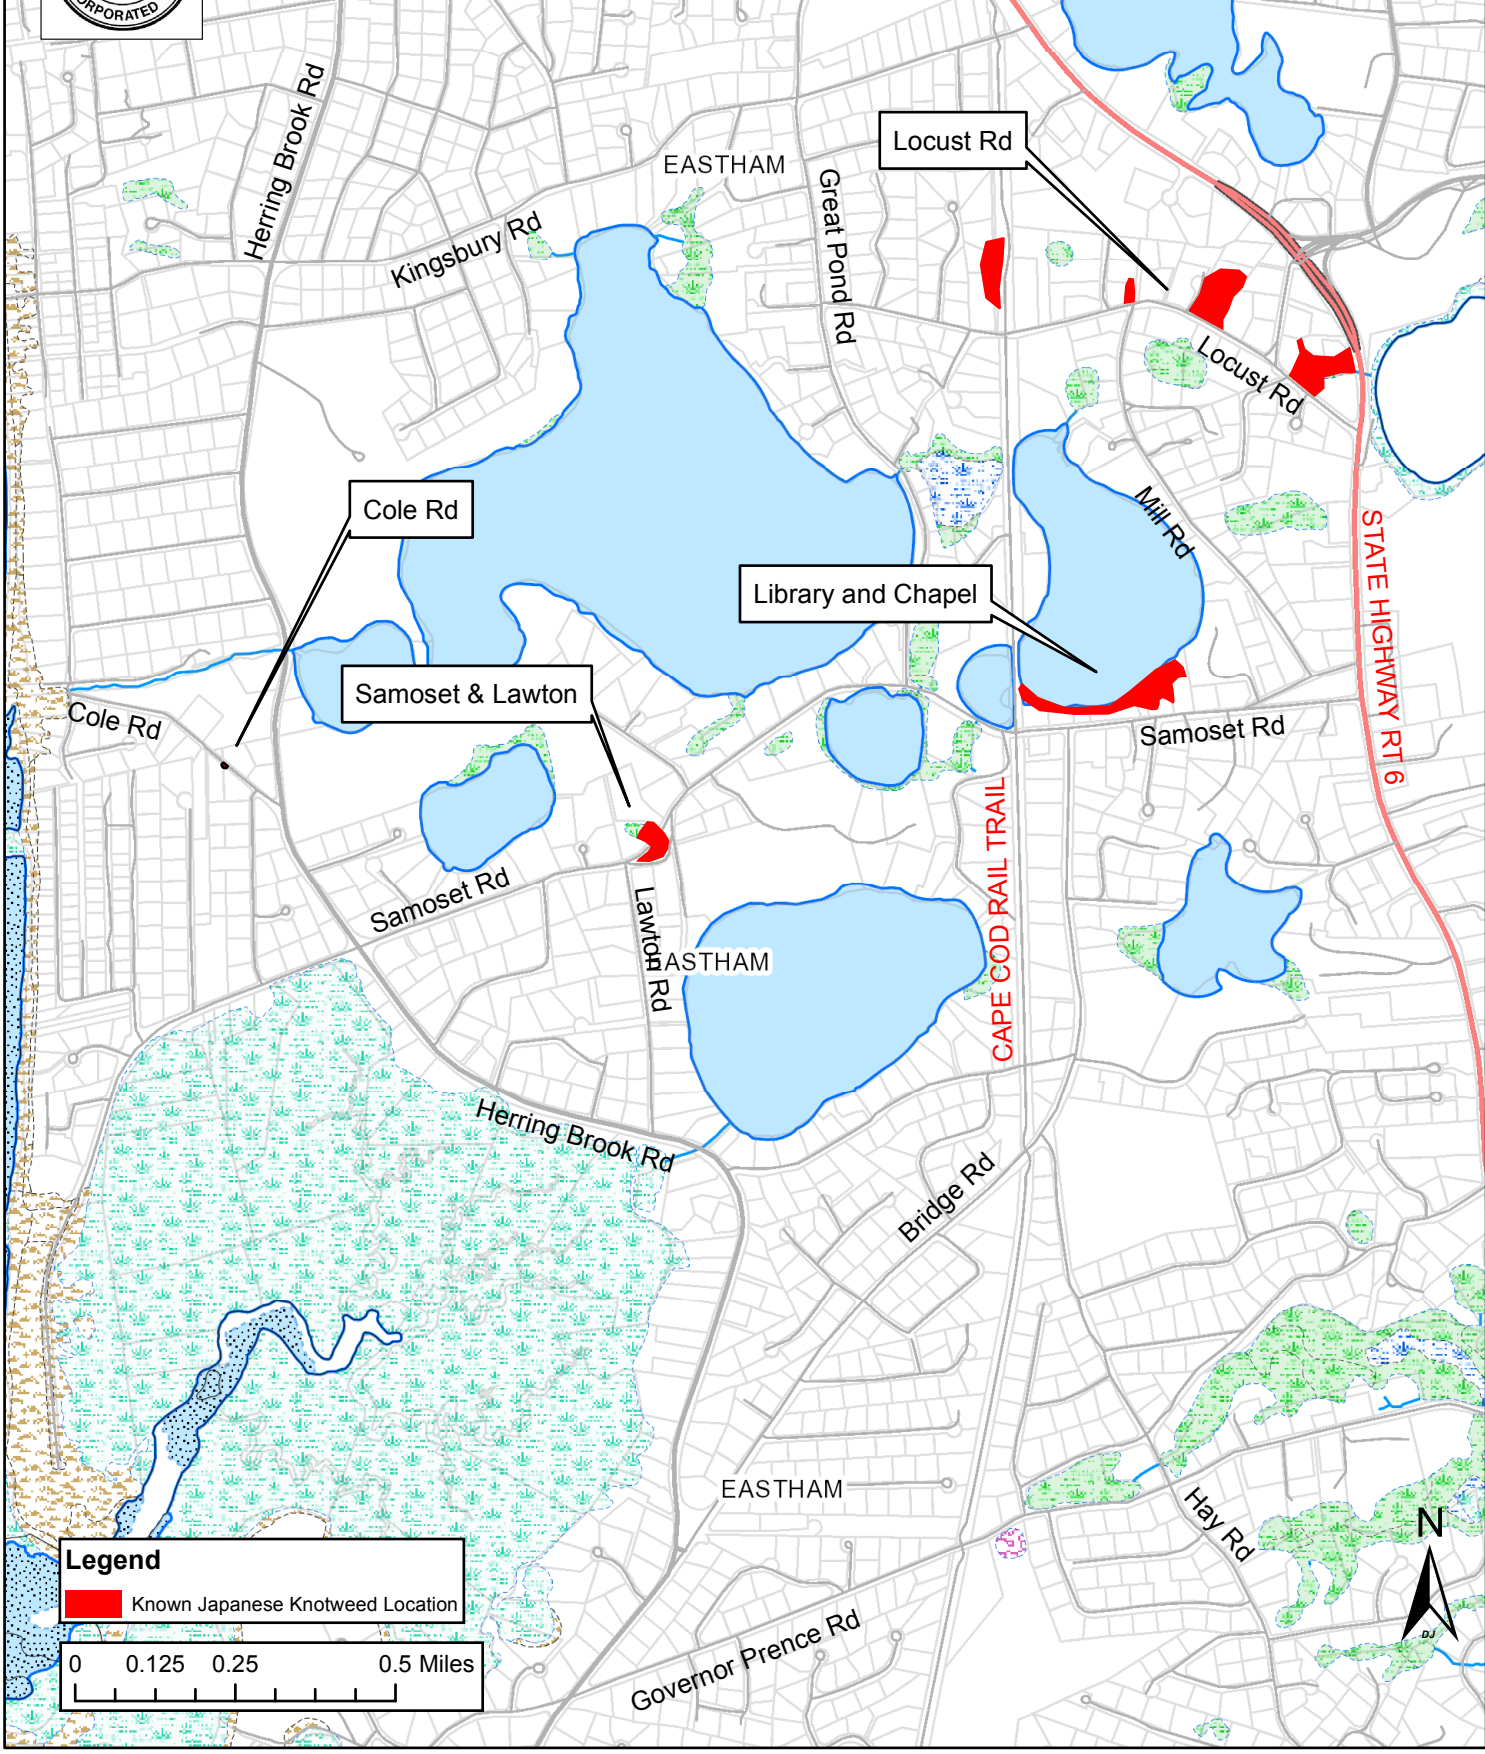 ORPORATED
Herring Brook Rd
EASTHAM
Locust Rd
Kingsbury Rd
Great Pond Rd
Locust Rd
Cole Rd
Mill Rd
STATE HIGHWAY RT 6
Library and Chapel
Samoset & Lawton
Cole Rd
Samoset Rd
CAPE COD RAIL TRAIL
Samoset Rd
Lawton Rd
EASTHAM
Herring Brook Rd
Bridge Rd
EASTHAM
Hay Rd
N
DJ
Legend
Known Japanese Knotweed Location
Governor Prence Rd
0 0.125 0.25 0.5 Miles